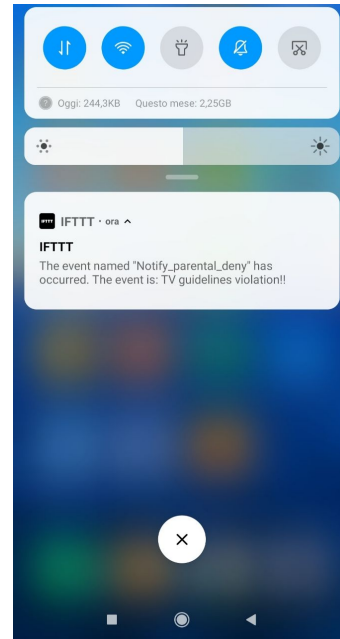 Oggi: 244,3KB Questo mese: 2,25GB
IFTTT IFTTT · ora
IFTTT
The event named "Notify_parental_deny" has
occurred. The event is: TV guidelines violation!!